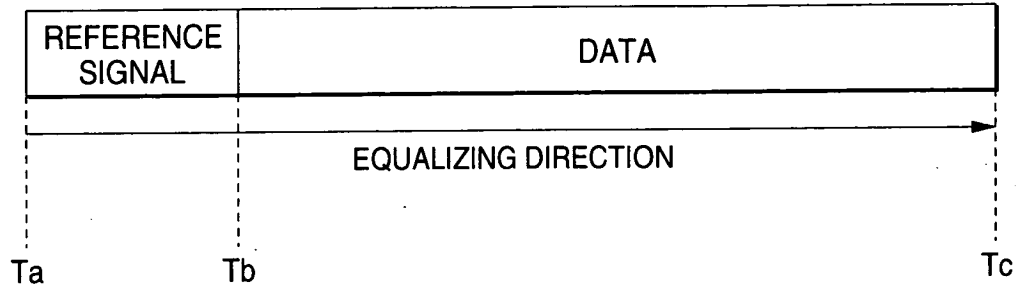 REFERENCE
SIGNAL
DATA
EQUALIZING DIRECTION
Ta
Tb
Tc